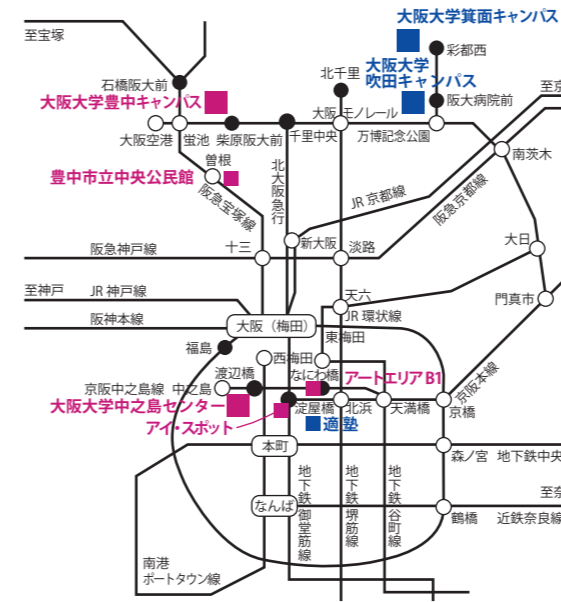 大阪大学箕面キャンパス
至宝塚
彩都西
石橋阪大前
北千里
大阪大学
吹田キャンパス
大阪大学豊中キャンパス
阪大病院前
大阪空港
蛍池
柴原阪大前
千里中央
大阪モノレール
万博記念公園
南茨木
曽根
豊中市立中央公民館
阪急宝塚線
北大阪急行
JR京都線
阪急京都線
阪急神戸線
十三
新大阪
淡路
大日
至神戸
JR神戸線
天六
門真市
阪神本線
大阪（梅田）
JR環状線
東梅田
福島
西梅田
渡辺橋
なにわ橋
アートエリアB1
京阪本線
京阪中之島線
中之島
大阪大学中之島センター
淀屋橋
北浜
天満橋
京橋
アイ・スポット
適塾
本町
森ノ宮
地下鉄中央
なんば
地下鉄御堂筋線
地下鉄堺筋線
地下鉄谷町線
鶴橋
近鉄奈良線
南港
ポートタウン線